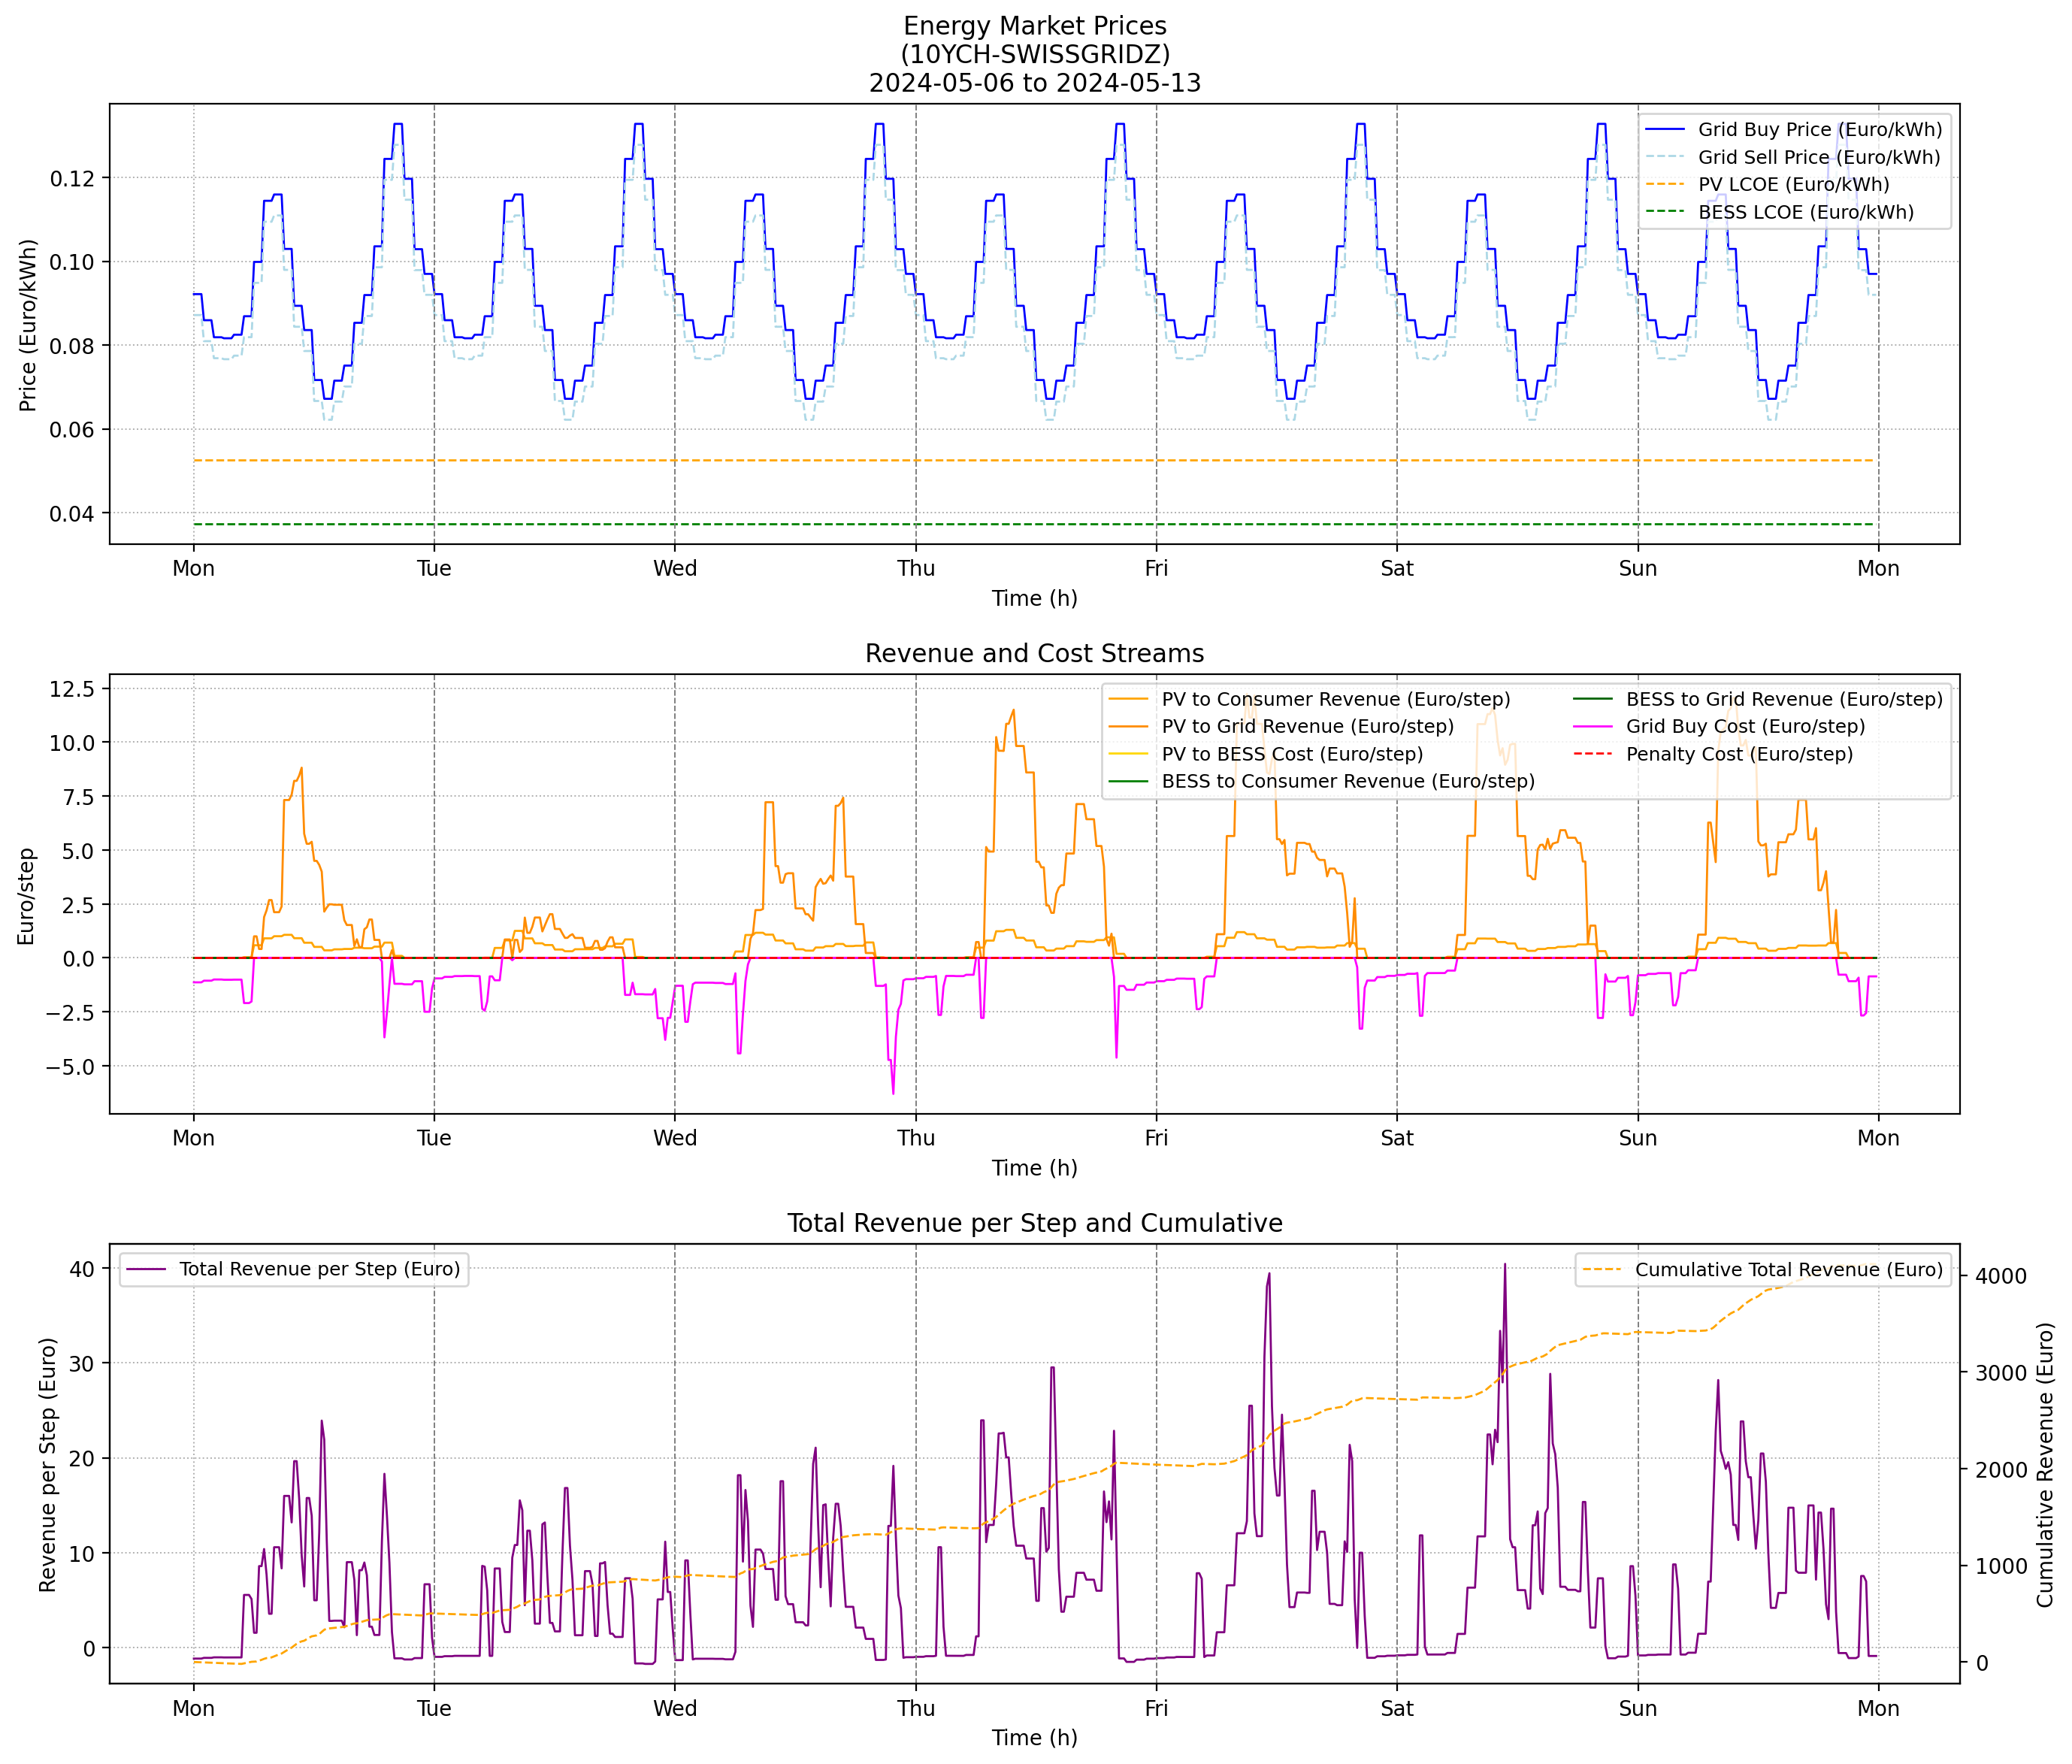 Energy Market Prices
(10YCH-SWISSGRIDZ)
2024-05-06 to 2024-05-13
Price (Euro/kWh)
0.12
0.10
0.08
0.06
0.04
Grid Buy Price (Euro/kWh)
Grid Sell Price (Euro/kWh)
PV LCOE (Euro/kWh)
BESS LCOE (Euro/kWh)
Mon Tue Wed Thu Fri Sat Sun Mon
Time (h)
Revenue and Cost Streams
Euro/step
12.5
10.0
7.5
5.0
2.5
0.0
−2.5
−5.0
PV to Consumer Revenue (Euro/step)
PV to Grid Revenue (Euro/step)
PV to BESS Cost (Euro/step)
BESS to Consumer Revenue (Euro/step)
BESS to Grid Revenue (Euro/step)
Grid Buy Cost (Euro/step)
Penalty Cost (Euro/step)
Mon Tue Wed Thu Fri Sat Sun Mon
Time (h)
Total Revenue per Step and Cumulative
Revenue per Step (Euro)
40
30
20
10
0
Total Revenue per Step (Euro)
Cumulative Total Revenue (Euro)
4000
3000
2000
1000
0
Cumulative Revenue (Euro)
Mon Tue Wed Thu Fri Sat Sun Mon
Time (h)